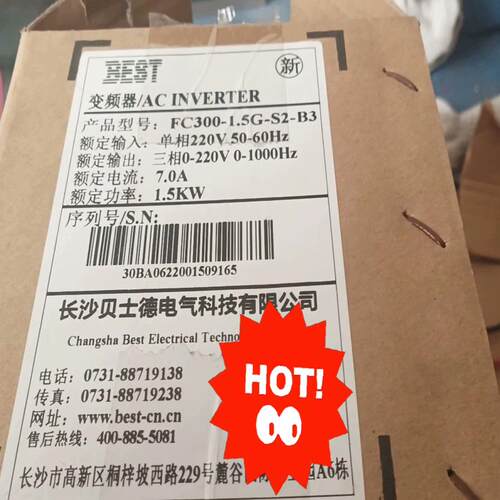 BEST
新
变频器/AC INVERTER
产品型号: FC300-1.5G-S2-B3
额定输入: 单相220V 50-60Hz
额定输出: 三相0-220V 0-1000Hz
额定电流: 7.0A
额定功率: 1.5KW
序列号/S.N:
30BA0622001509165
长沙贝士德电气科技有限公司
Changsha Best Electrical
电话: 0731-88719138
传真: 0731-88719238
网址: www.best-cn.cn
售后热线: 400-885-5081
长沙市高新区桐梓坡西路229号麓谷 A6栋
HOT!